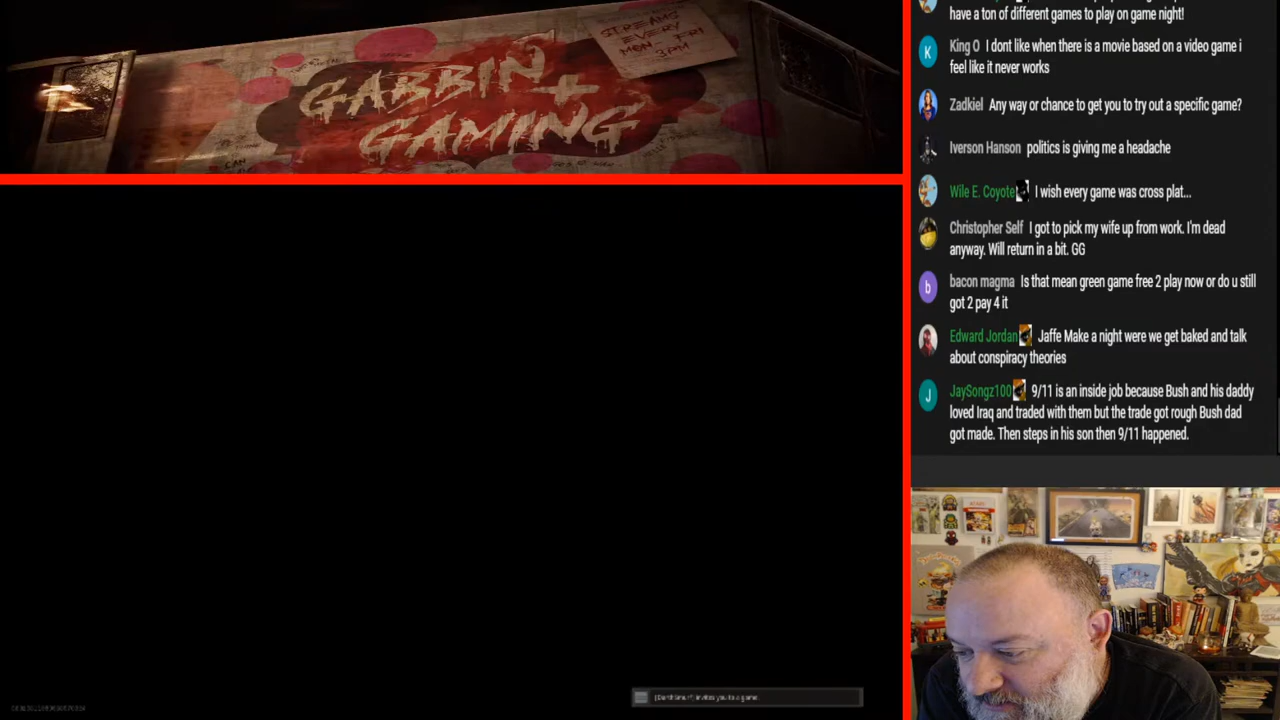 STREAMS
EVERY
MON - FRI
3PM
GABBIN
+
GAMING
have a ton of different games to play on game night!
K King O I dont like when there is a movie based on a video game i
feel like it never works
Zadkiel Any way or chance to get you to try out a specific game?
Iverson Hanson politics is giving me a headache
Wile E. Coyote I wish every game was cross plat...
Christopher Self I got to pick my wife up from work. I'm dead
anyway. Will return in a bit. GG
b bacon magma Is that mean green game free 2 play now or do u still
got 2 pay 4 it
Edward Jordan Jaffe Make a night were we get baked and talk
about conspiracy theories
J JaySongz100 9/11 is an inside job because Bush and his daddy
loved Iraq and traded with them but the trade got rough Bush dad
got made. Then steps in his son then 9/11 happened.
invites you to a game.